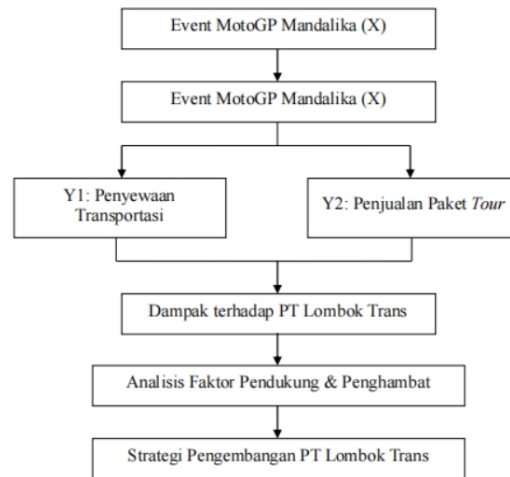 Event MotoGP Mandalika (X)
Event MotoGP Mandalika (X)
Y1: Penyewaan
Transportasi
Y2: Penjualan Paket Tour
Dampak terhadap PT Lombok Trans
Analisis Faktor Pendukung & Penghambat
Strategi Pengembangan PT Lombok Trans